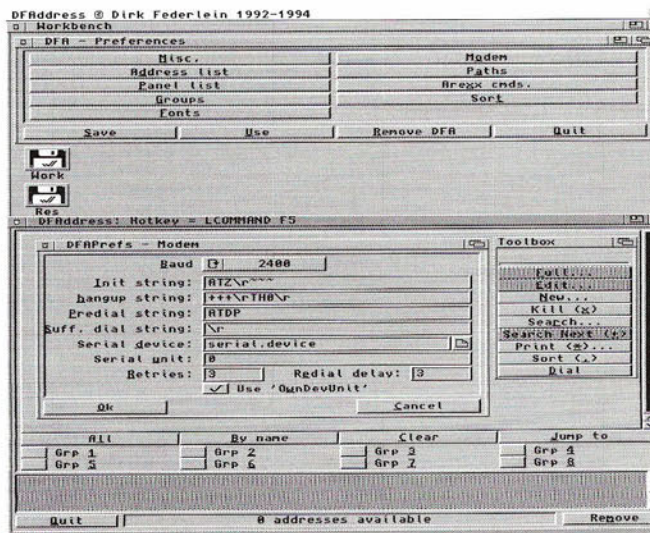 DFAddress © Dirk Federlein 1992-1994
Workbench
DFA - Preferences
Misc. Modem
Address list Paths
Panel list Arexx cmds.
Groups Sort
Fonts
Save Use Remove DFA Quit
Work
Res
DFAddress: Hotkey = LCOMMAND F5
DFAPrefs - Modem
Baud 2400
Init string: ATZ\r~~~
hangup string: +++\rTH0\r
Predial string: ATDP
Suff. dial string: \r
Serial device: serial.device
Serial unit: 0
Retries: 3 Redial delay: 3
Use 'OwnDevUnit'
Ok Cancel
Toolbox
Full...
Edit...
New...
Kill (x)
Search...
Search Next (+)
Print (*)...
Sort (.)
Dial
All By name Clear Jump to
Grp 1 Grp 2 Grp 3 Grp 4
Grp 5 Grp 6 Grp 7 Grp 8
Quit 0 addresses available Remove